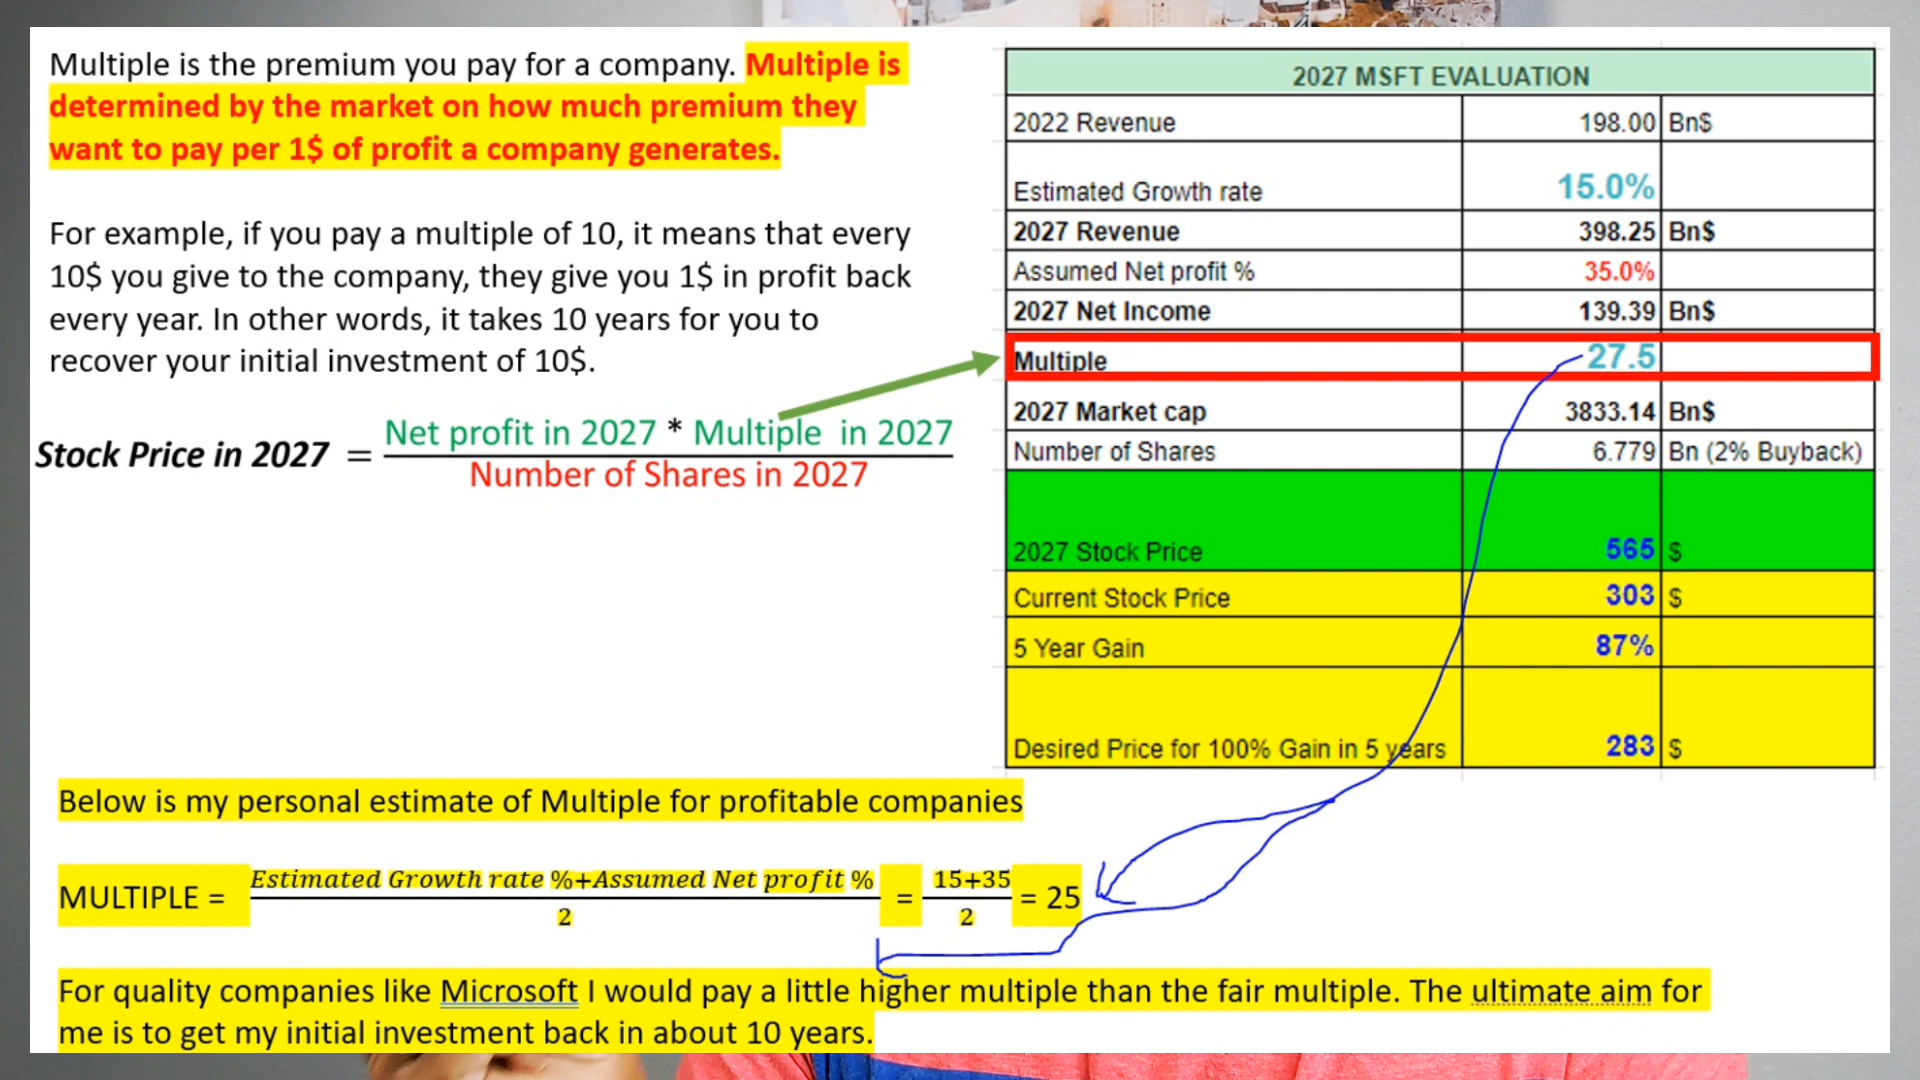 Multiple is the premium you pay for a company. Multiple is
determined by the market on how much premium they
want to pay per 1$ of profit a company generates.
For example, if you pay a multiple of 10, it means that every
10$ you give to the company, they give you 1$ in profit back
every year. In other words, it takes 10 years for you to
recover your initial investment of 10$.
Stock Price in 2027 = Net profit in 2027 * Multiple in 2027
Number of Shares in 2027
2027 MSFT EVALUATION
2022 Revenue 198.00 Bn$
Estimated Growth rate 15.0%
2027 Revenue 398.25 Bn$
Assumed Net profit % 35.0%
2027 Net Income 139.39 Bn$
Multiple 27.5
2027 Market cap 3833.14 Bn$
Number of Shares 6.779 Bn (2% Buyback)
2027 Stock Price 565 $
Current Stock Price 303 $
5 Year Gain 87%
Desired Price for 100% Gain in 5 years 283 $
Below is my personal estimate of Multiple for profitable companies
MULTIPLE = Estimated Growth rate %+Assumed Net profit % = 15+35 = 25
2 2
For quality companies like Microsoft I would pay a little higher multiple than the fair multiple. The ultimate aim for
me is to get my initial investment back in about 10 years.